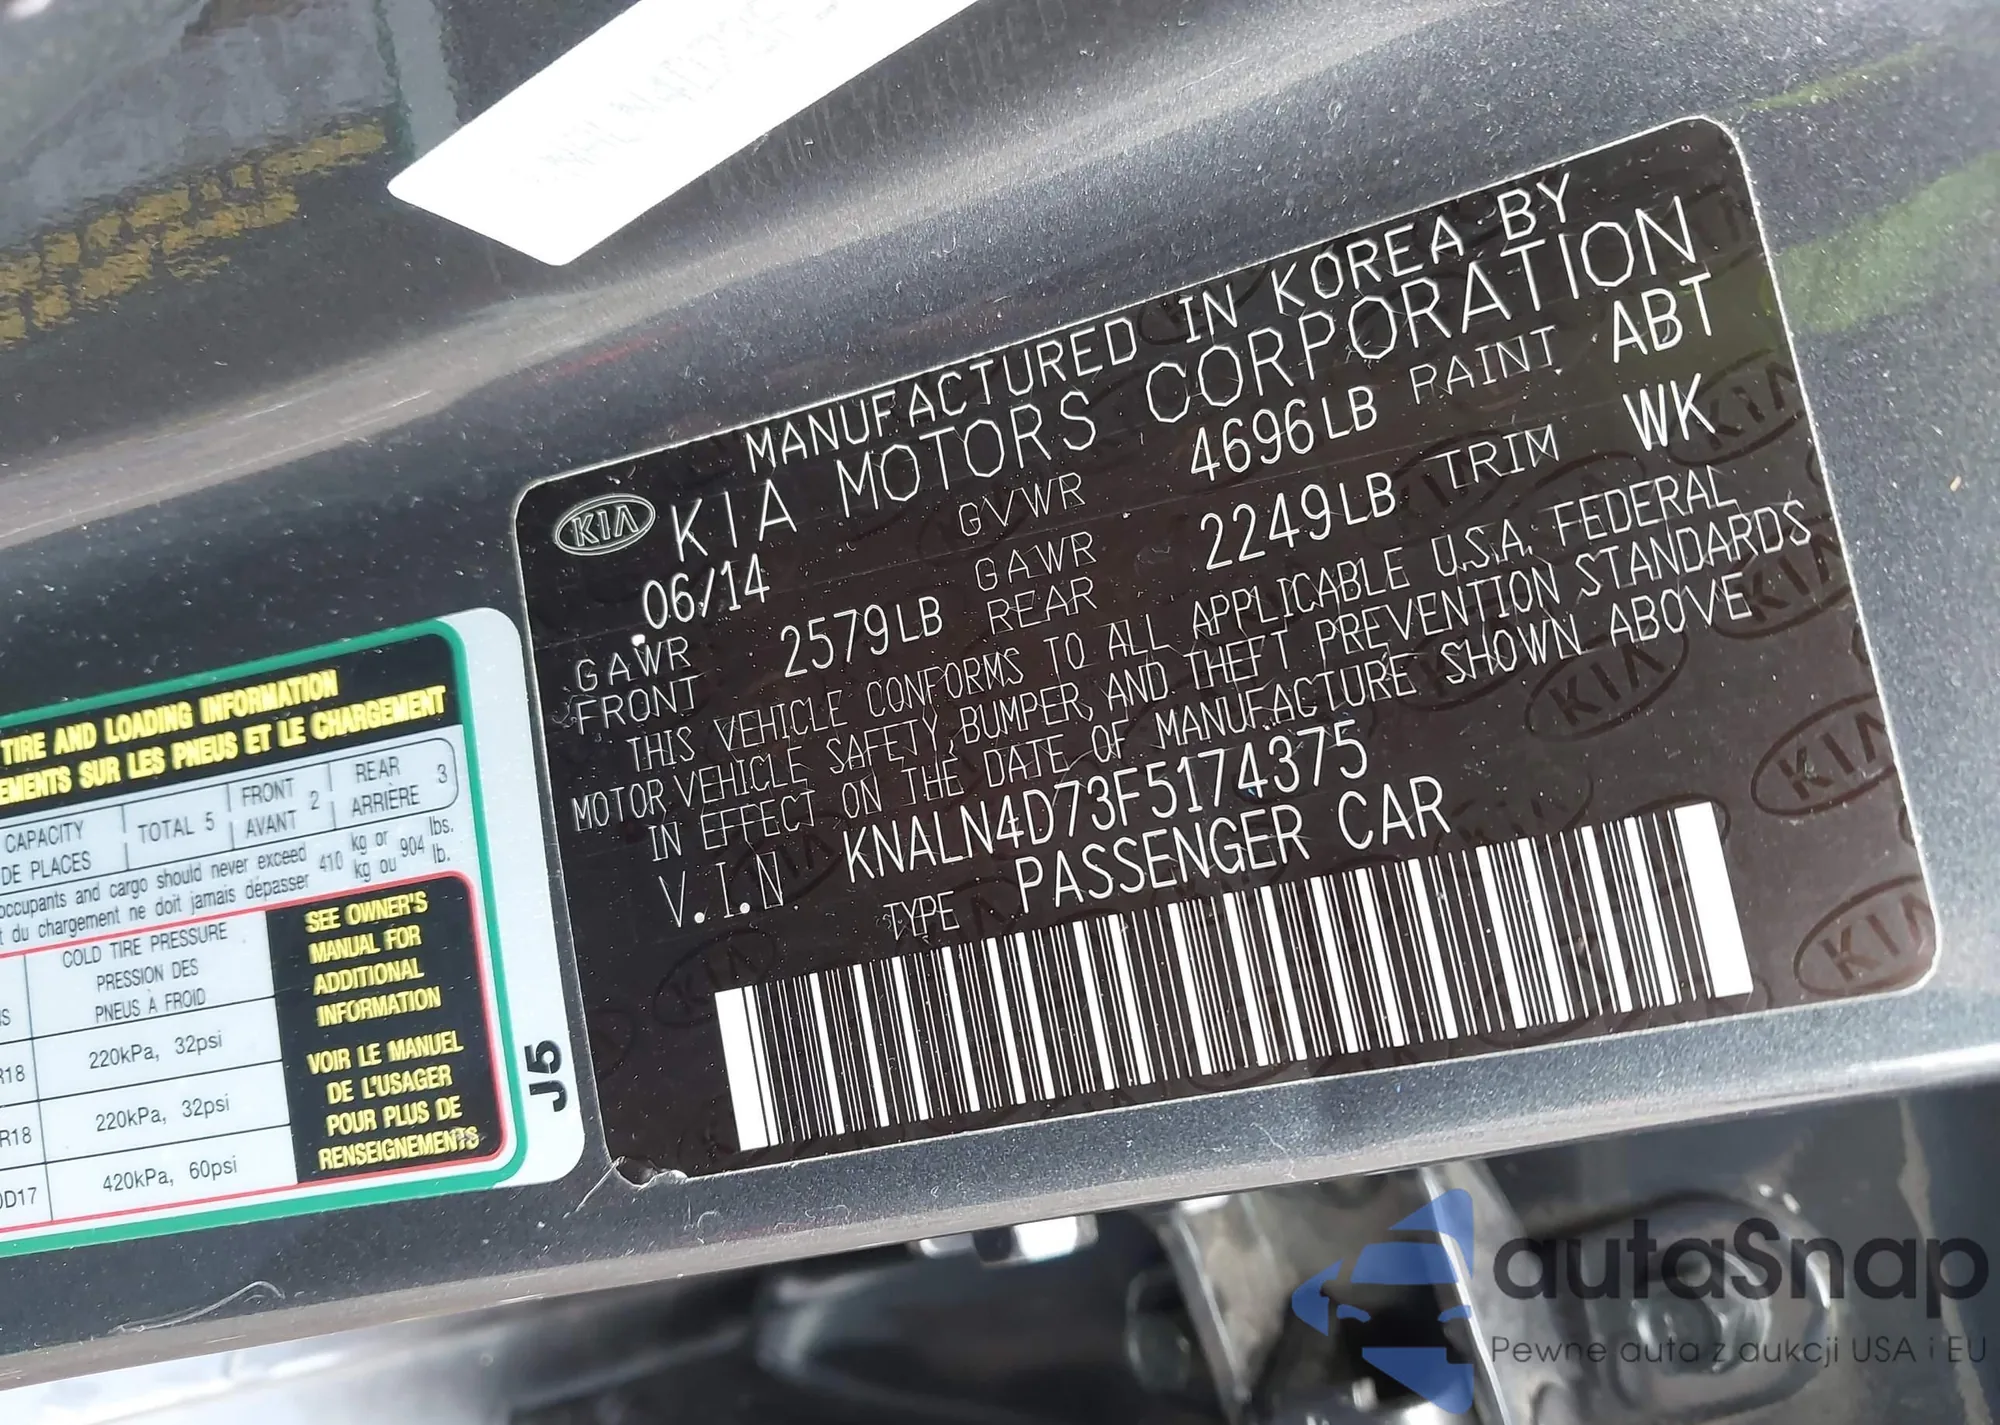 MANUFACTURED IN KOREA BY
KIA KIA MOTORS CORPORATION
06/14 GVWR 4696LB PAINT ABT
GAWR FRONT 2579LB GAWR REAR 2249LB TRIM WK
THIS VEHICLE CONFORMS TO ALL APPLICABLE U.S.A. FEDERAL
MOTOR VEHICLE SAFETY, BUMPER, AND THEFT PREVENTION STANDARDS
IN EFFECT ON THE DATE OF MANUFACTURE SHOWN ABOVE
V.I.N. KNALN4D73F5174375
TYPE PASSENGER CAR
TIRE AND LOADING INFORMATION
EMENTS SUR LES PNEUS ET LE CHARGEMENT
CAPACITY
DE PLACES
TOTAL 5
FRONT
AVANT
2
REAR
ARRIÈRE
3
occupants and cargo should never exceed 410 kg or 904 lbs.
t du chargement ne doit jamais dépasser kg ou lb.
COLD TIRE PRESSURE
PRESSION DES
PNEUS À FROID
R18 220kPa, 32psi
R18 220kPa, 32psi
D17 420kPa, 60psi
SEE OWNER'S
MANUAL FOR
ADDITIONAL
INFORMATION
VOIR LE MANUEL
DE L'USAGER
POUR PLUS DE
RENSEIGNEMENTS
J5
autaSnap
Pewne auta z aukcji USA i EU